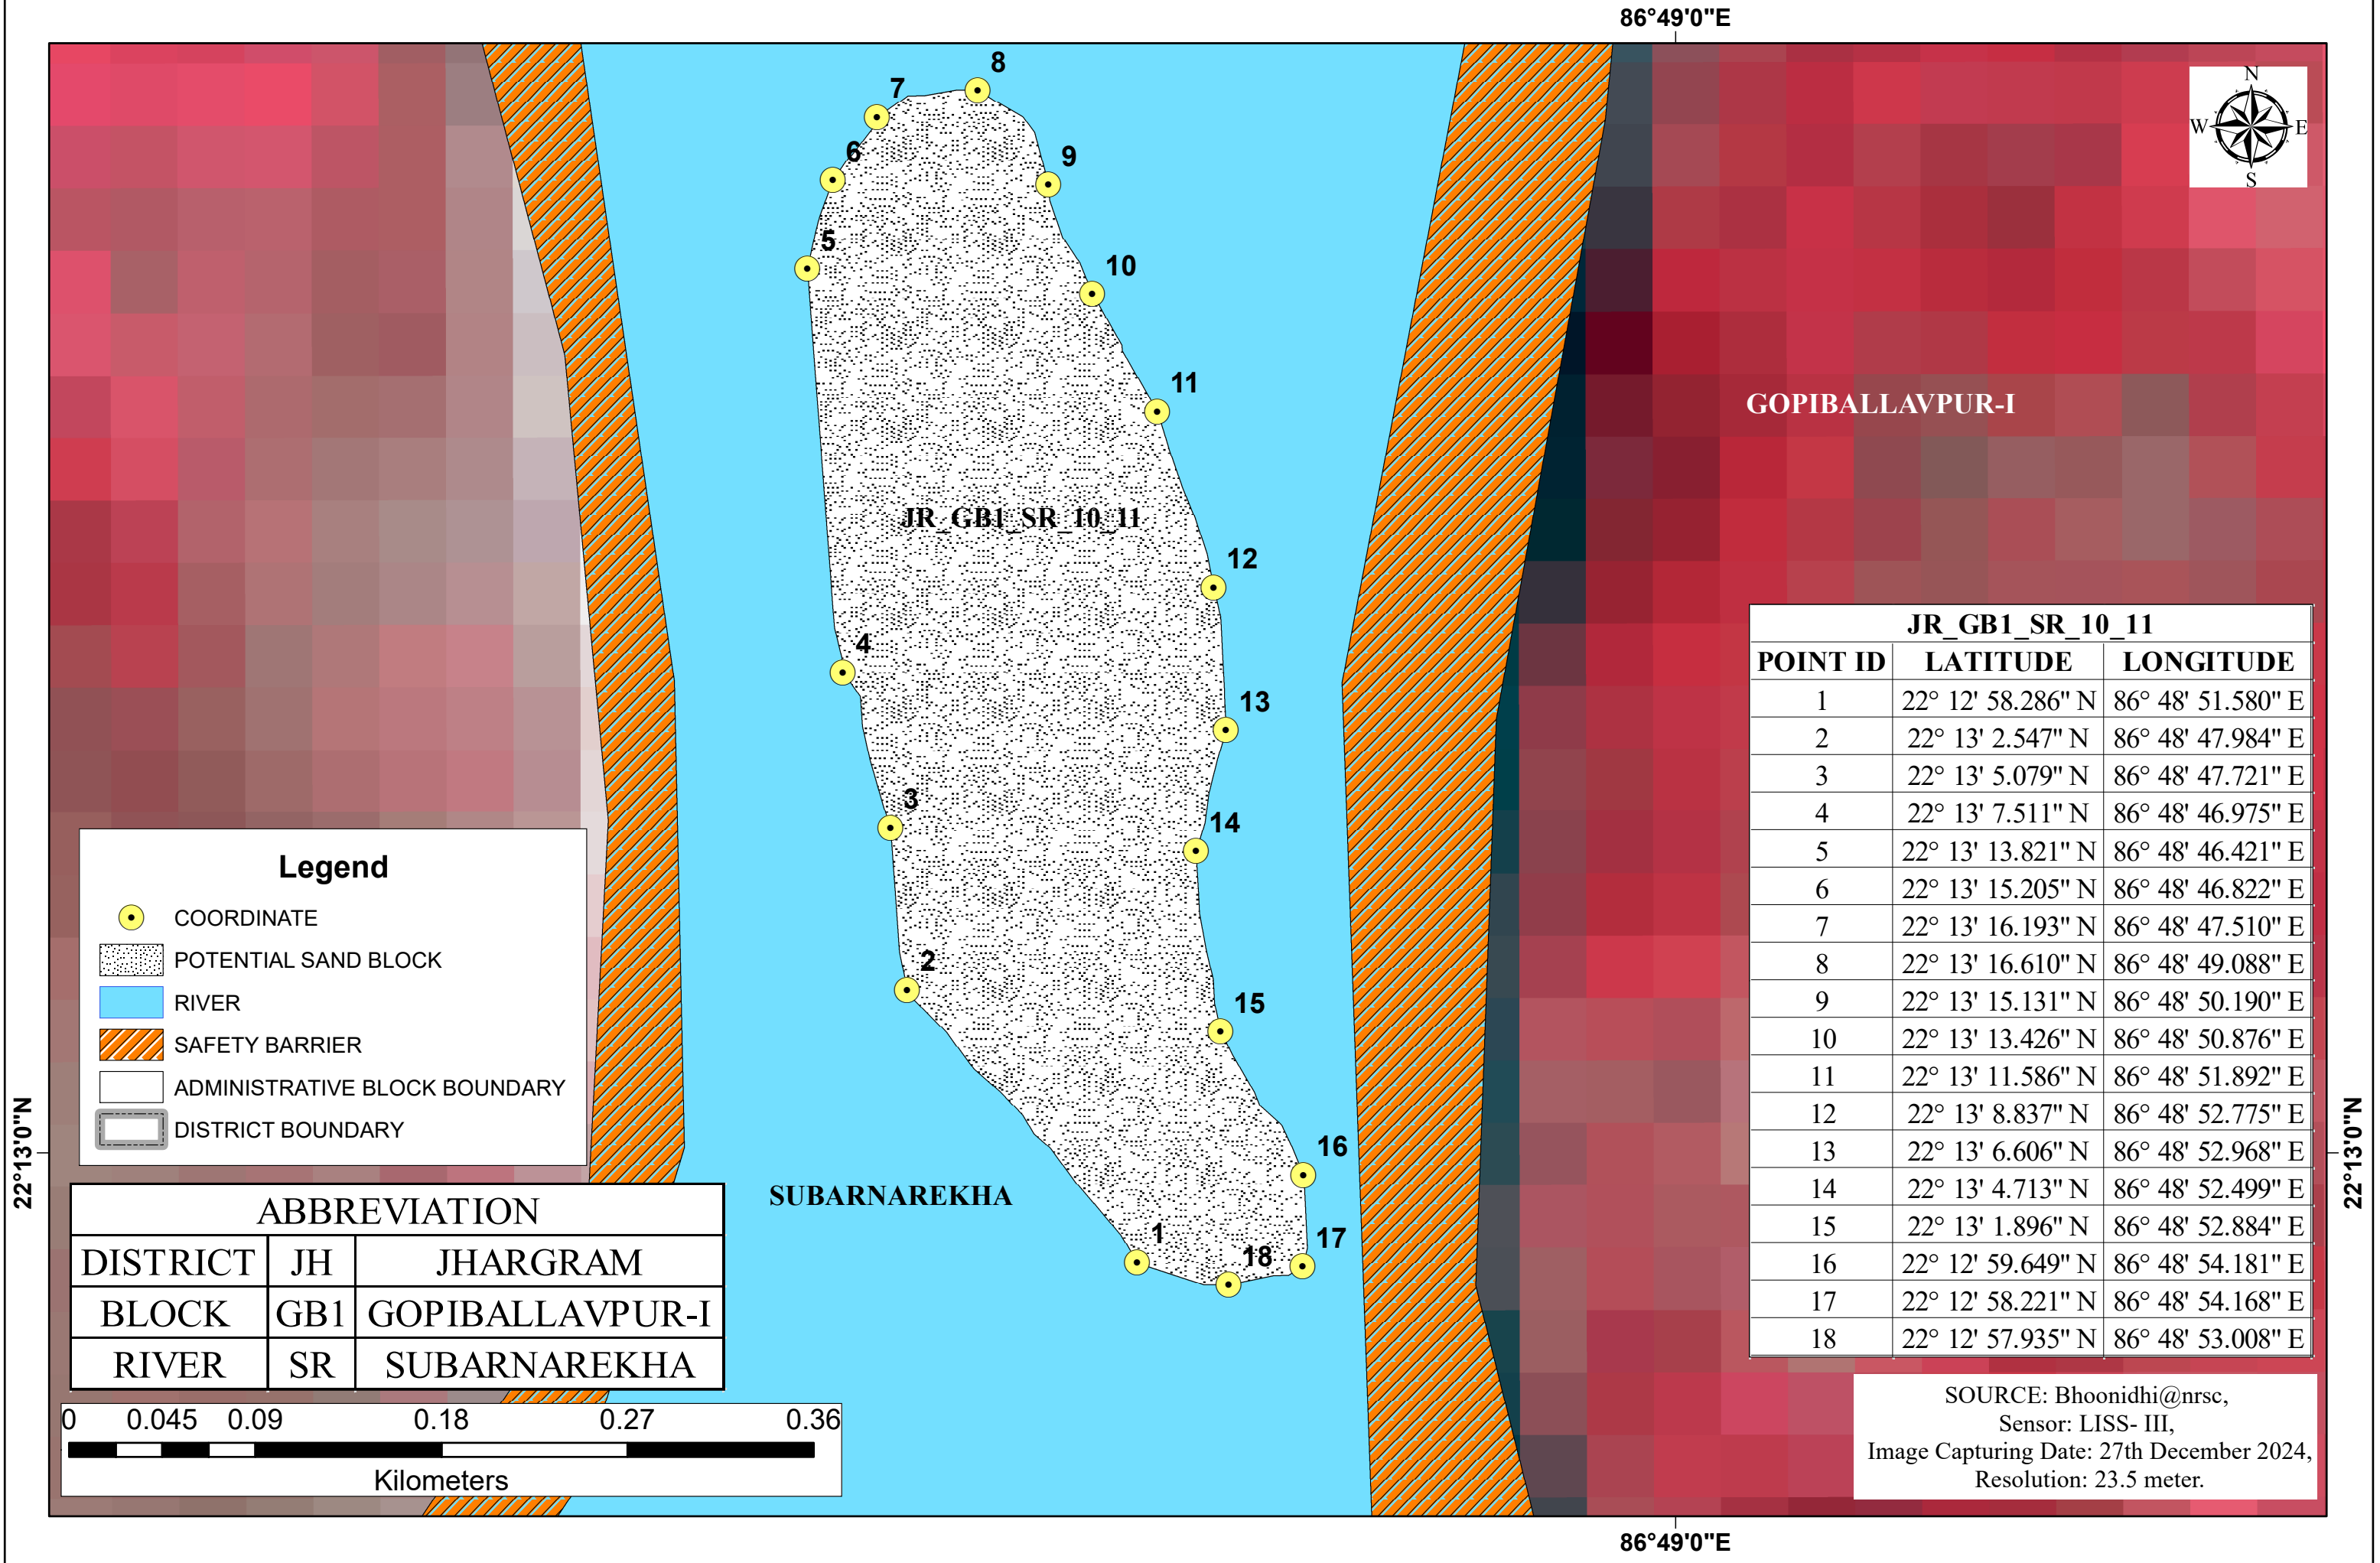 86°49'0"E
N
W E
S
8
7
6
9
5
10
11
GOPIBALLAVPUR-I
JR_GB1_SR_10_11
12
4
13
3
14
2
15
16
SUBARNAREKHA
1
17
18
JR_GB1_SR_10_11
POINT ID LATITUDE LONGITUDE
1 22° 12' 58.286" N 86° 48' 51.580" E
2 22° 13' 2.547" N 86° 48' 47.984" E
3 22° 13' 5.079" N 86° 48' 47.721" E
4 22° 13' 7.511" N 86° 48' 46.975" E
5 22° 13' 13.821" N 86° 48' 46.421" E
6 22° 13' 15.205" N 86° 48' 46.822" E
7 22° 13' 16.193" N 86° 48' 47.510" E
8 22° 13' 16.610" N 86° 48' 49.088" E
9 22° 13' 15.131" N 86° 48' 50.190" E
10 22° 13' 13.426" N 86° 48' 50.876" E
11 22° 13' 11.586" N 86° 48' 51.892" E
12 22° 13' 8.837" N 86° 48' 52.775" E
13 22° 13' 6.606" N 86° 48' 52.968" E
14 22° 13' 4.713" N 86° 48' 52.499" E
15 22° 13' 1.896" N 86° 48' 52.884" E
16 22° 12' 59.649" N 86° 48' 54.181" E
17 22° 12' 58.221" N 86° 48' 54.168" E
18 22° 12' 57.935" N 86° 48' 53.008" E
Legend
COORDINATE
POTENTIAL SAND BLOCK
RIVER
SAFETY BARRIER
ADMINISTRATIVE BLOCK BOUNDARY
DISTRICT BOUNDARY
22°13'0"N
22°13'0"N
ABBREVIATION
DISTRICT JH JHARGRAM
BLOCK GB1 GOPIBALLAVPUR-I
RIVER SR SUBARNAREKHA
0 0.045 0.09 0.18 0.27 0.36
Kilometers
SOURCE: Bhoonidhi@nrsc,
Sensor: LISS- III,
Image Capturing Date: 27th December 2024,
Resolution: 23.5 meter.
86°49'0"E